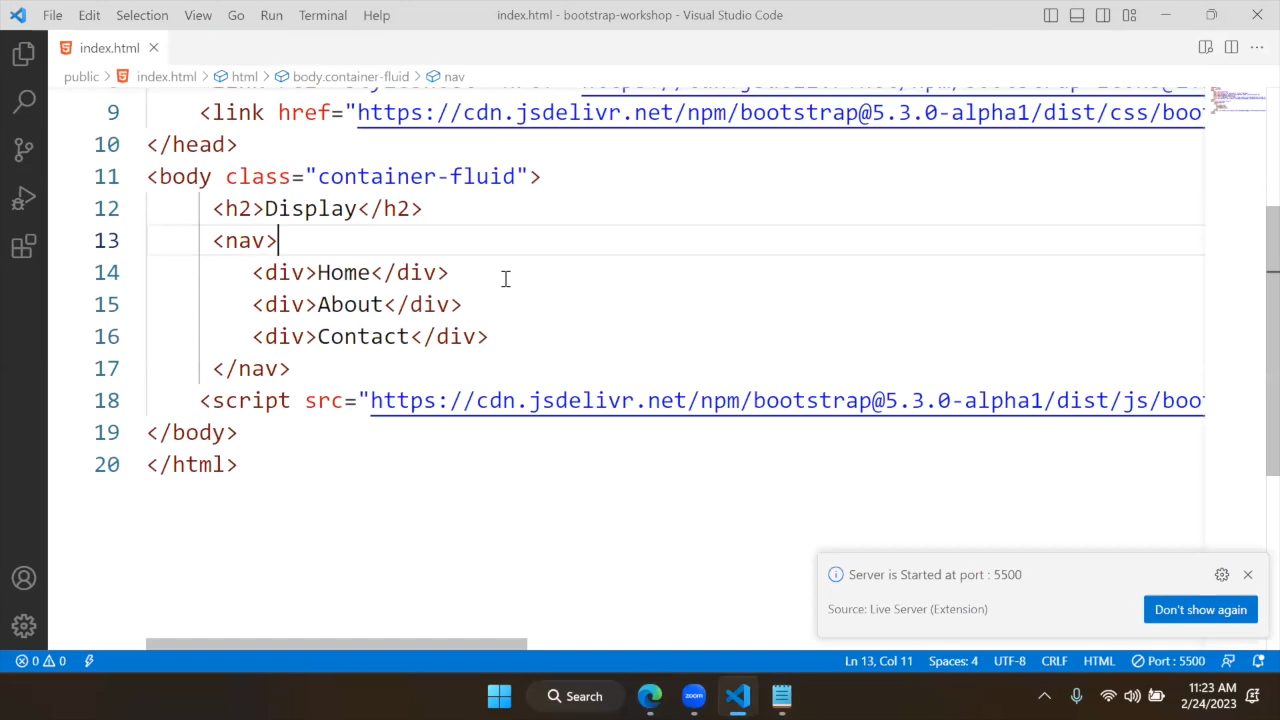 File Edit Selection View Go Run Terminal Help index.html - bootstrap-workshop - Visual Studio Code
index.html
public > index.html > html > body.container-fluid > nav
9 <link href="https://cdn.jsdelivr.net/npm/bootstrap@5.3.0-alpha1/dist/css/boo
10 </head>
11 <body class="container-fluid">
12 <h2>Display</h2>
13 <nav>
14 <div>Home</div>
15 <div>About</div>
16 <div>Contact</div>
17 </nav>
18 <script src="https://cdn.jsdelivr.net/npm/bootstrap@5.3.0-alpha1/dist/js/boo
19 </body>
20 </html>
Server is Started at port : 5500
Source: Live Server (Extension) Don't show again
0 0 Ln 13, Col 11 Spaces: 4 UTF-8 CRLF HTML Port : 5500
Search zoom 11:23 AM
2/24/2023